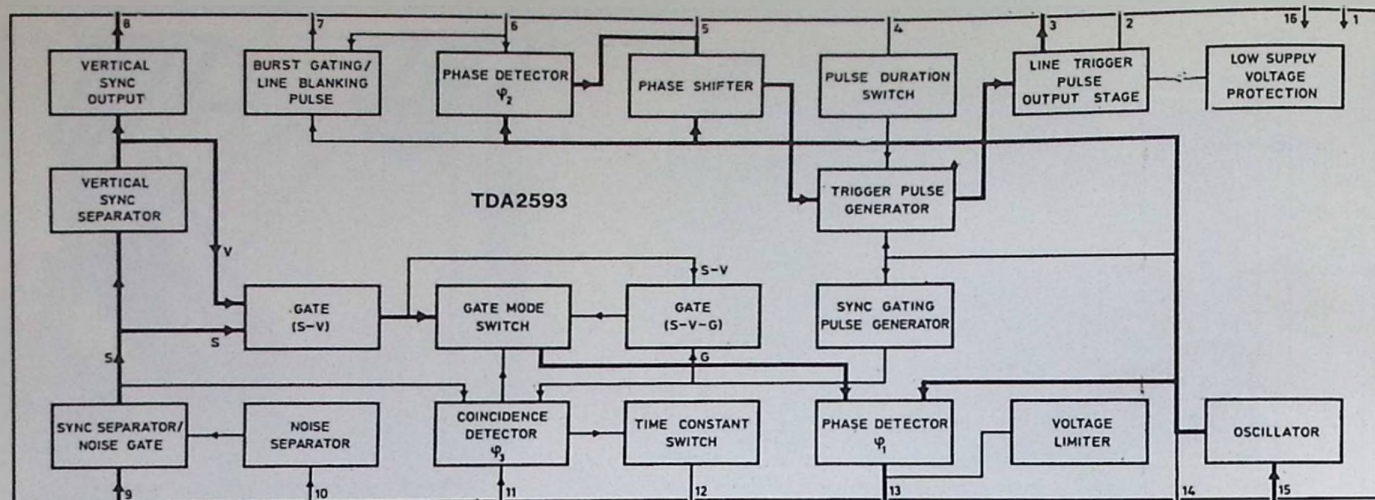 8
7
6
5
4
3
2
16
1
VERTICAL
SYNC
OUTPUT
BURST GATING/
LINE BLANKING
PULSE
PHASE DETECTOR
φ2
PHASE SHIFTER
PULSE DURATION
SWITCH
LINE TRIGGER
PULSE
OUTPUT STAGE
LOW SUPPLY
VOLTAGE
PROTECTION
VERTICAL
SYNC
SEPARATOR
TDA2593
TRIGGER PULSE
GENERATOR
V
S-V
GATE
(S-V)
GATE MODE
SWITCH
GATE
(S-V-G)
SYNC GATING
PULSE GENERATOR
S
S
G
SYNC SEPARATOR/
NOISE GATE
NOISE
SEPARATOR
COINCIDENCE
DETECTOR
φ3
TIME CONSTANT
SWITCH
PHASE DETECTOR
φ1
VOLTAGE
LIMITER
OSCILLATOR
9
10
11
12
13
14
15